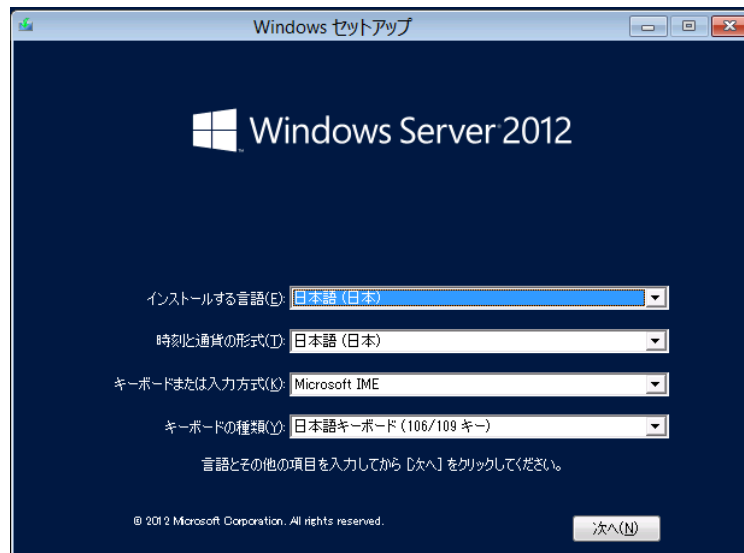 Windows セットアップ
Windows Server 2012
インストールする言語(E): 日本語 (日本)
時刻と通貨の形式(T): 日本語 (日本)
キーボードまたは入力方式(K): Microsoft IME
キーボードの種類(Y): 日本語キーボード (106/109 キー)
言語とその他の項目を入力してから [次へ] をクリックしてください。
© 2012 Microsoft Corporation. All rights reserved.
次へ(N)